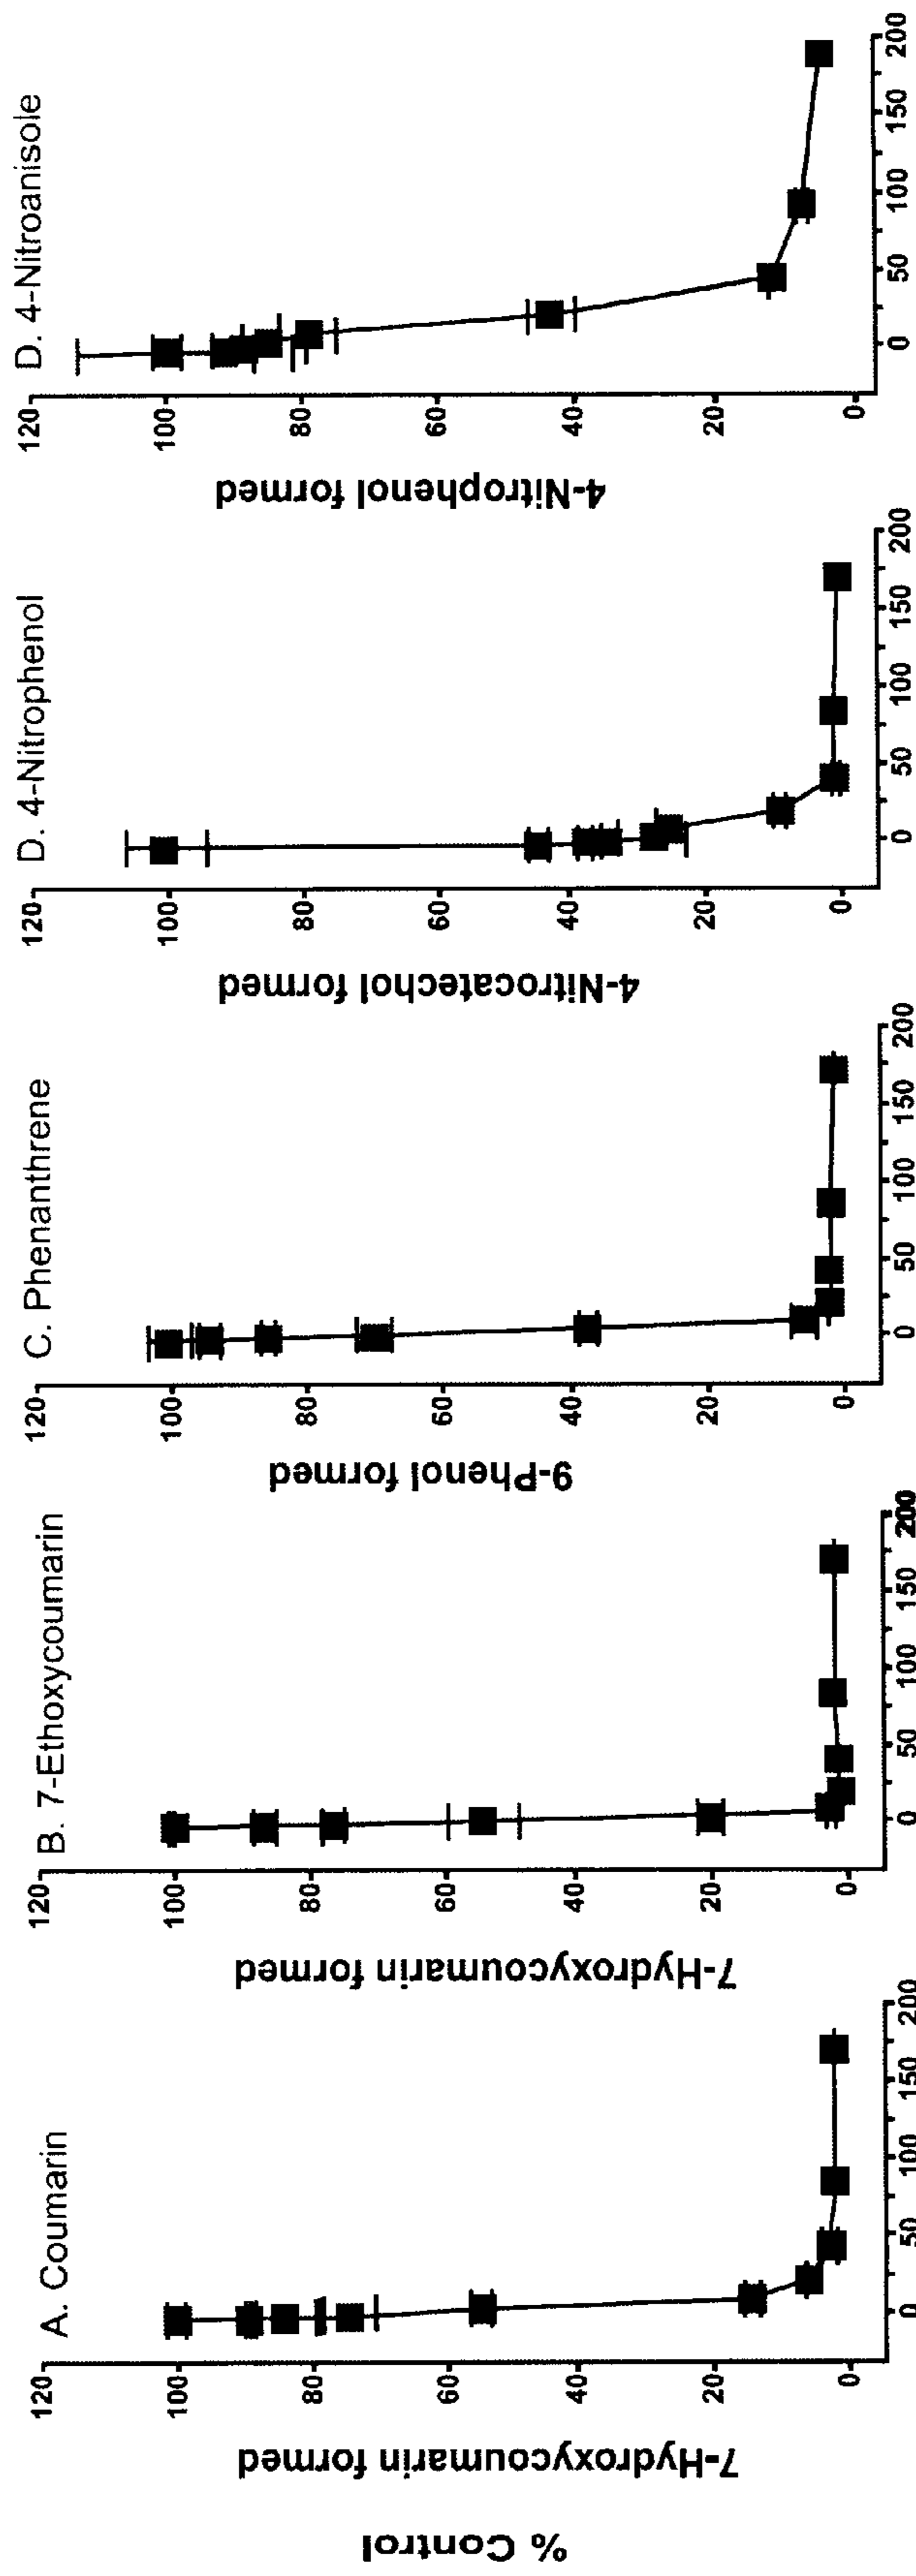 % Control
A. Coumarin
7-Hydroxycoumarin formed
120
100
80
60
40
20
0
0 50 100 150 200
B. 7-Ethoxycoumarin
7-Hydroxycoumarin formed
120
100
80
60
40
20
0
0 50 100 150 200
C. Phenanthrene
9-Phenol formed
120
100
80
60
40
20
0
0 50 100 150 200
D. 4-Nitrophenol
4-Nitrocatechol formed
120
100
80
60
40
20
0
0 50 100 150 200
D. 4-Nitroanisole
4-Nitrophenol formed
120
100
80
60
40
20
0
0 50 100 150 200